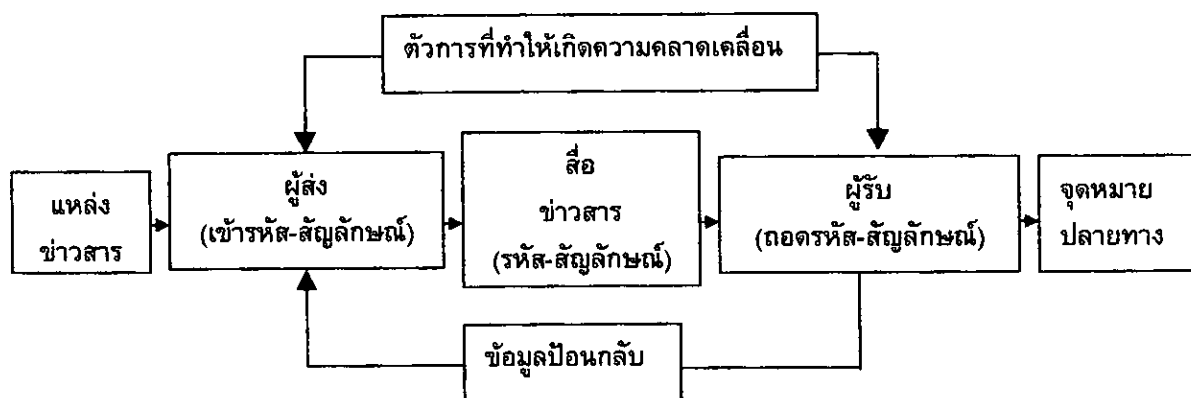 ตัวการที่ทำให้เกิดความคลาดเคลื่อน
แหล่ง
ข่าวสาร
ผู้ส่ง
(เข้ารหัส-สัญลักษณ์)
สื่อ
ข่าวสาร
(รหัส-สัญลักษณ์)
ผู้รับ
(ถอดรหัส-สัญลักษณ์)
จุดหมาย
ปลายทาง
ข้อมูลป้อนกลับ